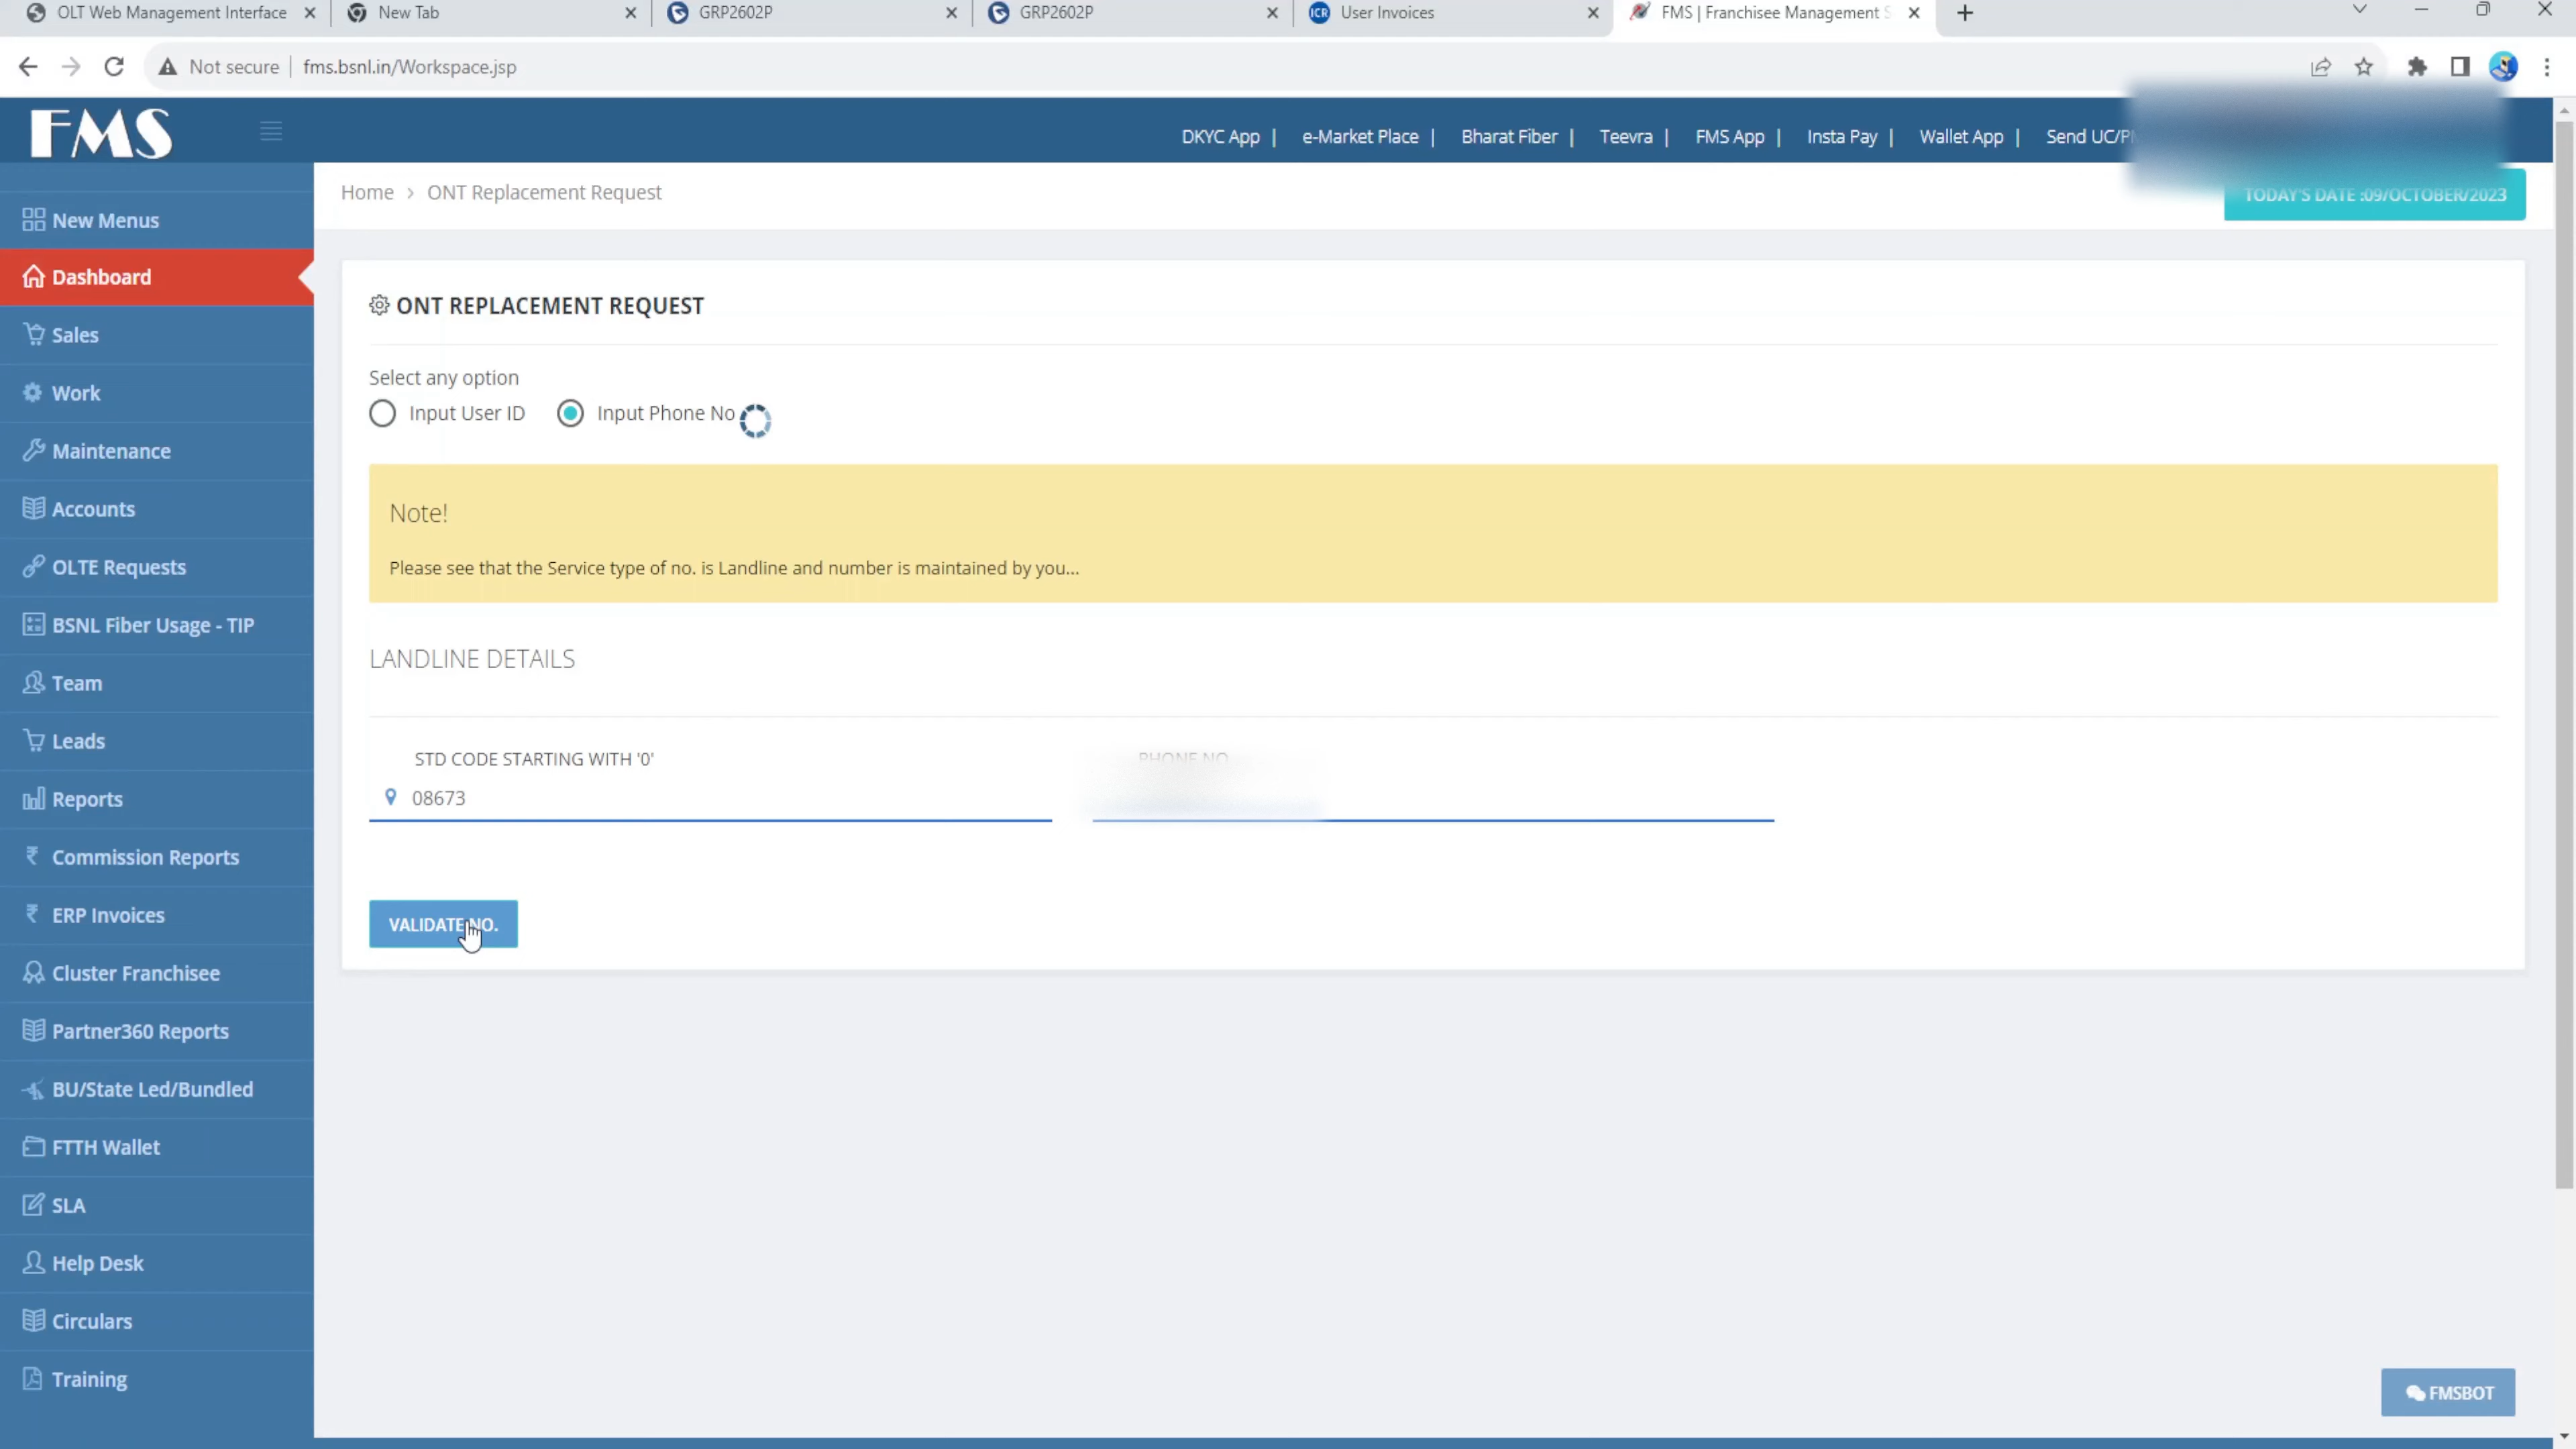 OLT Web Management Interface
New Tab
GRP2602P
GRP2602P
ICR User Invoices
FMS | Franchisee Management S
Not secure
fms.bsnl.in/Workspace.jsp
FMS
DKYC App | e-Market Place | Bharat Fiber | Teevra | FMS App | Insta Pay | Wallet App | Send
Home > ONT Replacement Request
TODAY'S DATE :09/OCTOBER/2023
New Menus
Dashboard
Sales
Work
Maintenance
Accounts
OLTE Requests
BSNL Fiber Usage - TIP
Team
Leads
Reports
Commission Reports
ERP Invoices
Cluster Franchisee
Partner360 Reports
BU/State Led/Bundled
FTTH Wallet
SLA
Help Desk
Circulars
Training
ONT REPLACEMENT REQUEST
Select any option
Input User ID
Input Phone No
Note!
Please see that the Service type of no. is Landline and number is maintained by you...
LANDLINE DETAILS
STD CODE STARTING WITH '0'
PHONE NO
08673
VALIDATE NO.
FMSBOT